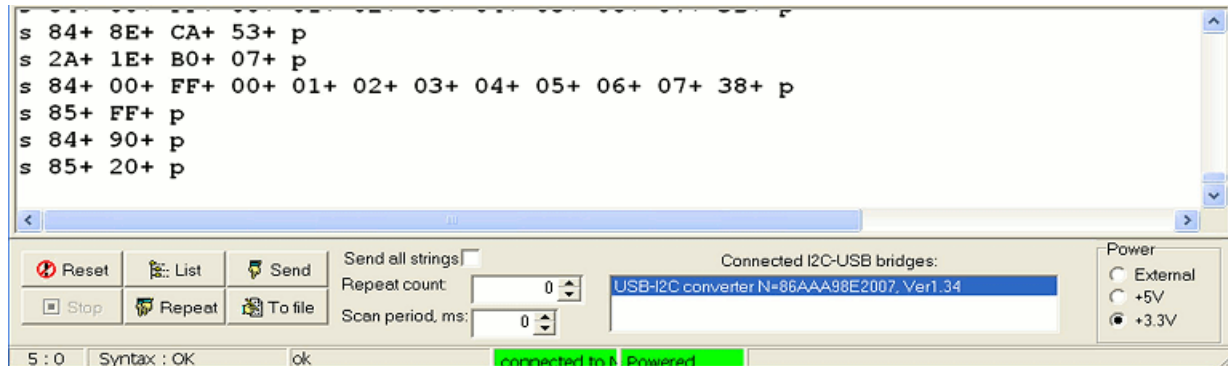 s 84+ 8E+ CA+ 53+ p
s 2A+ 1E+ B0+ 07+ p
s 84+ 00+ FF+ 00+ 01+ 02+ 03+ 04+ 05+ 06+ 07+ 38+ p
s 85+ FF+ p
s 84+ 90+ p
s 85+ 20+ p
Reset List Send
Stop Repeat To file
Send all strings
Repeat count: 0
Scan period, ms: 0
Connected I2C-USB bridges:
USB-I2C converter N=86AAA98E2007, Ver1.34
Power
External
+5V
+3.3V
5 : 0 Syntax : OK ok connected to Powered